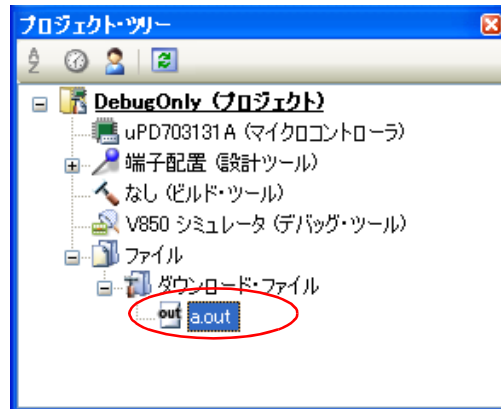 プロジェクト・ツリー
DebugOnly (プロジェクト)
uPD703131A (マイクロコントローラ)
端子配置 (設計ツール)
なし (ビルド・ツール)
V850 シミュレータ (デバッグ・ツール)
ファイル
ダウンロード・ファイル
out a.out